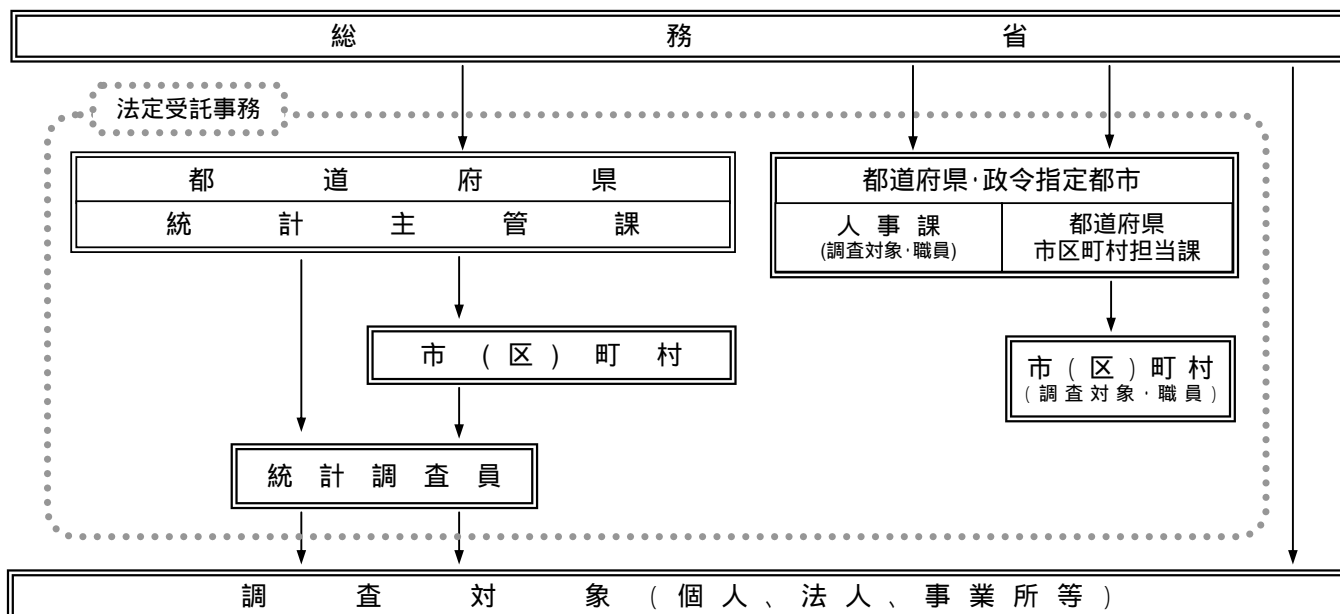 総務省
法定受託事務
都道府県
統計主管課
都道府県・政令指定都市
人事課
(調査対象・職員)
都道府県
市区町村担当課
市(区)町村
市(区)町村
(調査対象・職員)
統計調査員
調査対象(個人、法人、事業所等)